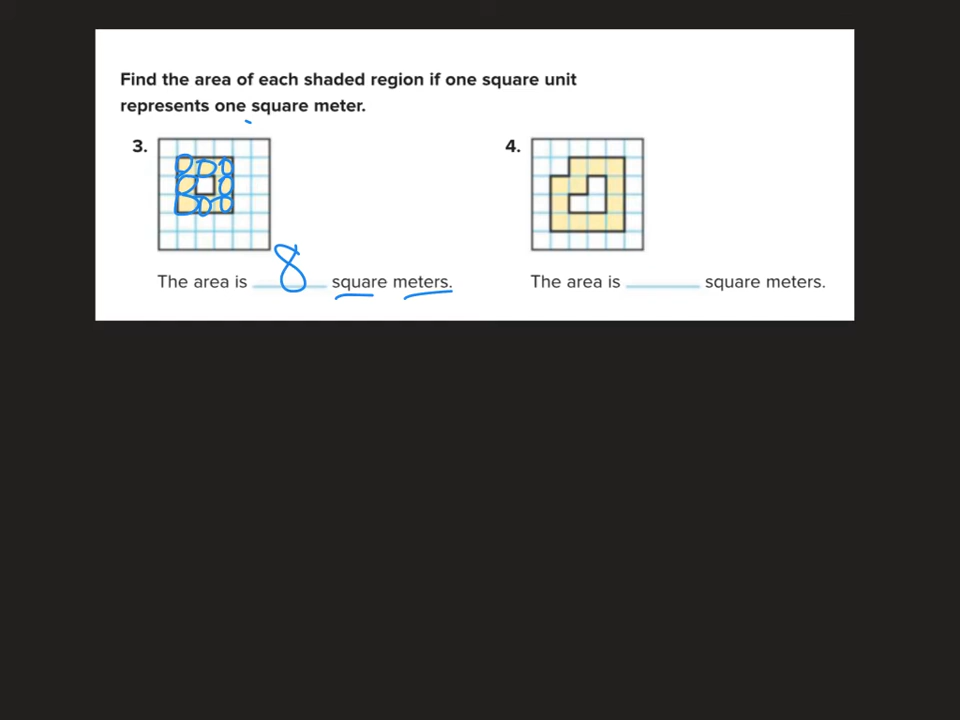 Find the area of each shaded region if one square unit
represents one square meter.
3.
4.
The area is 8 square meters.
The area is ______ square meters.